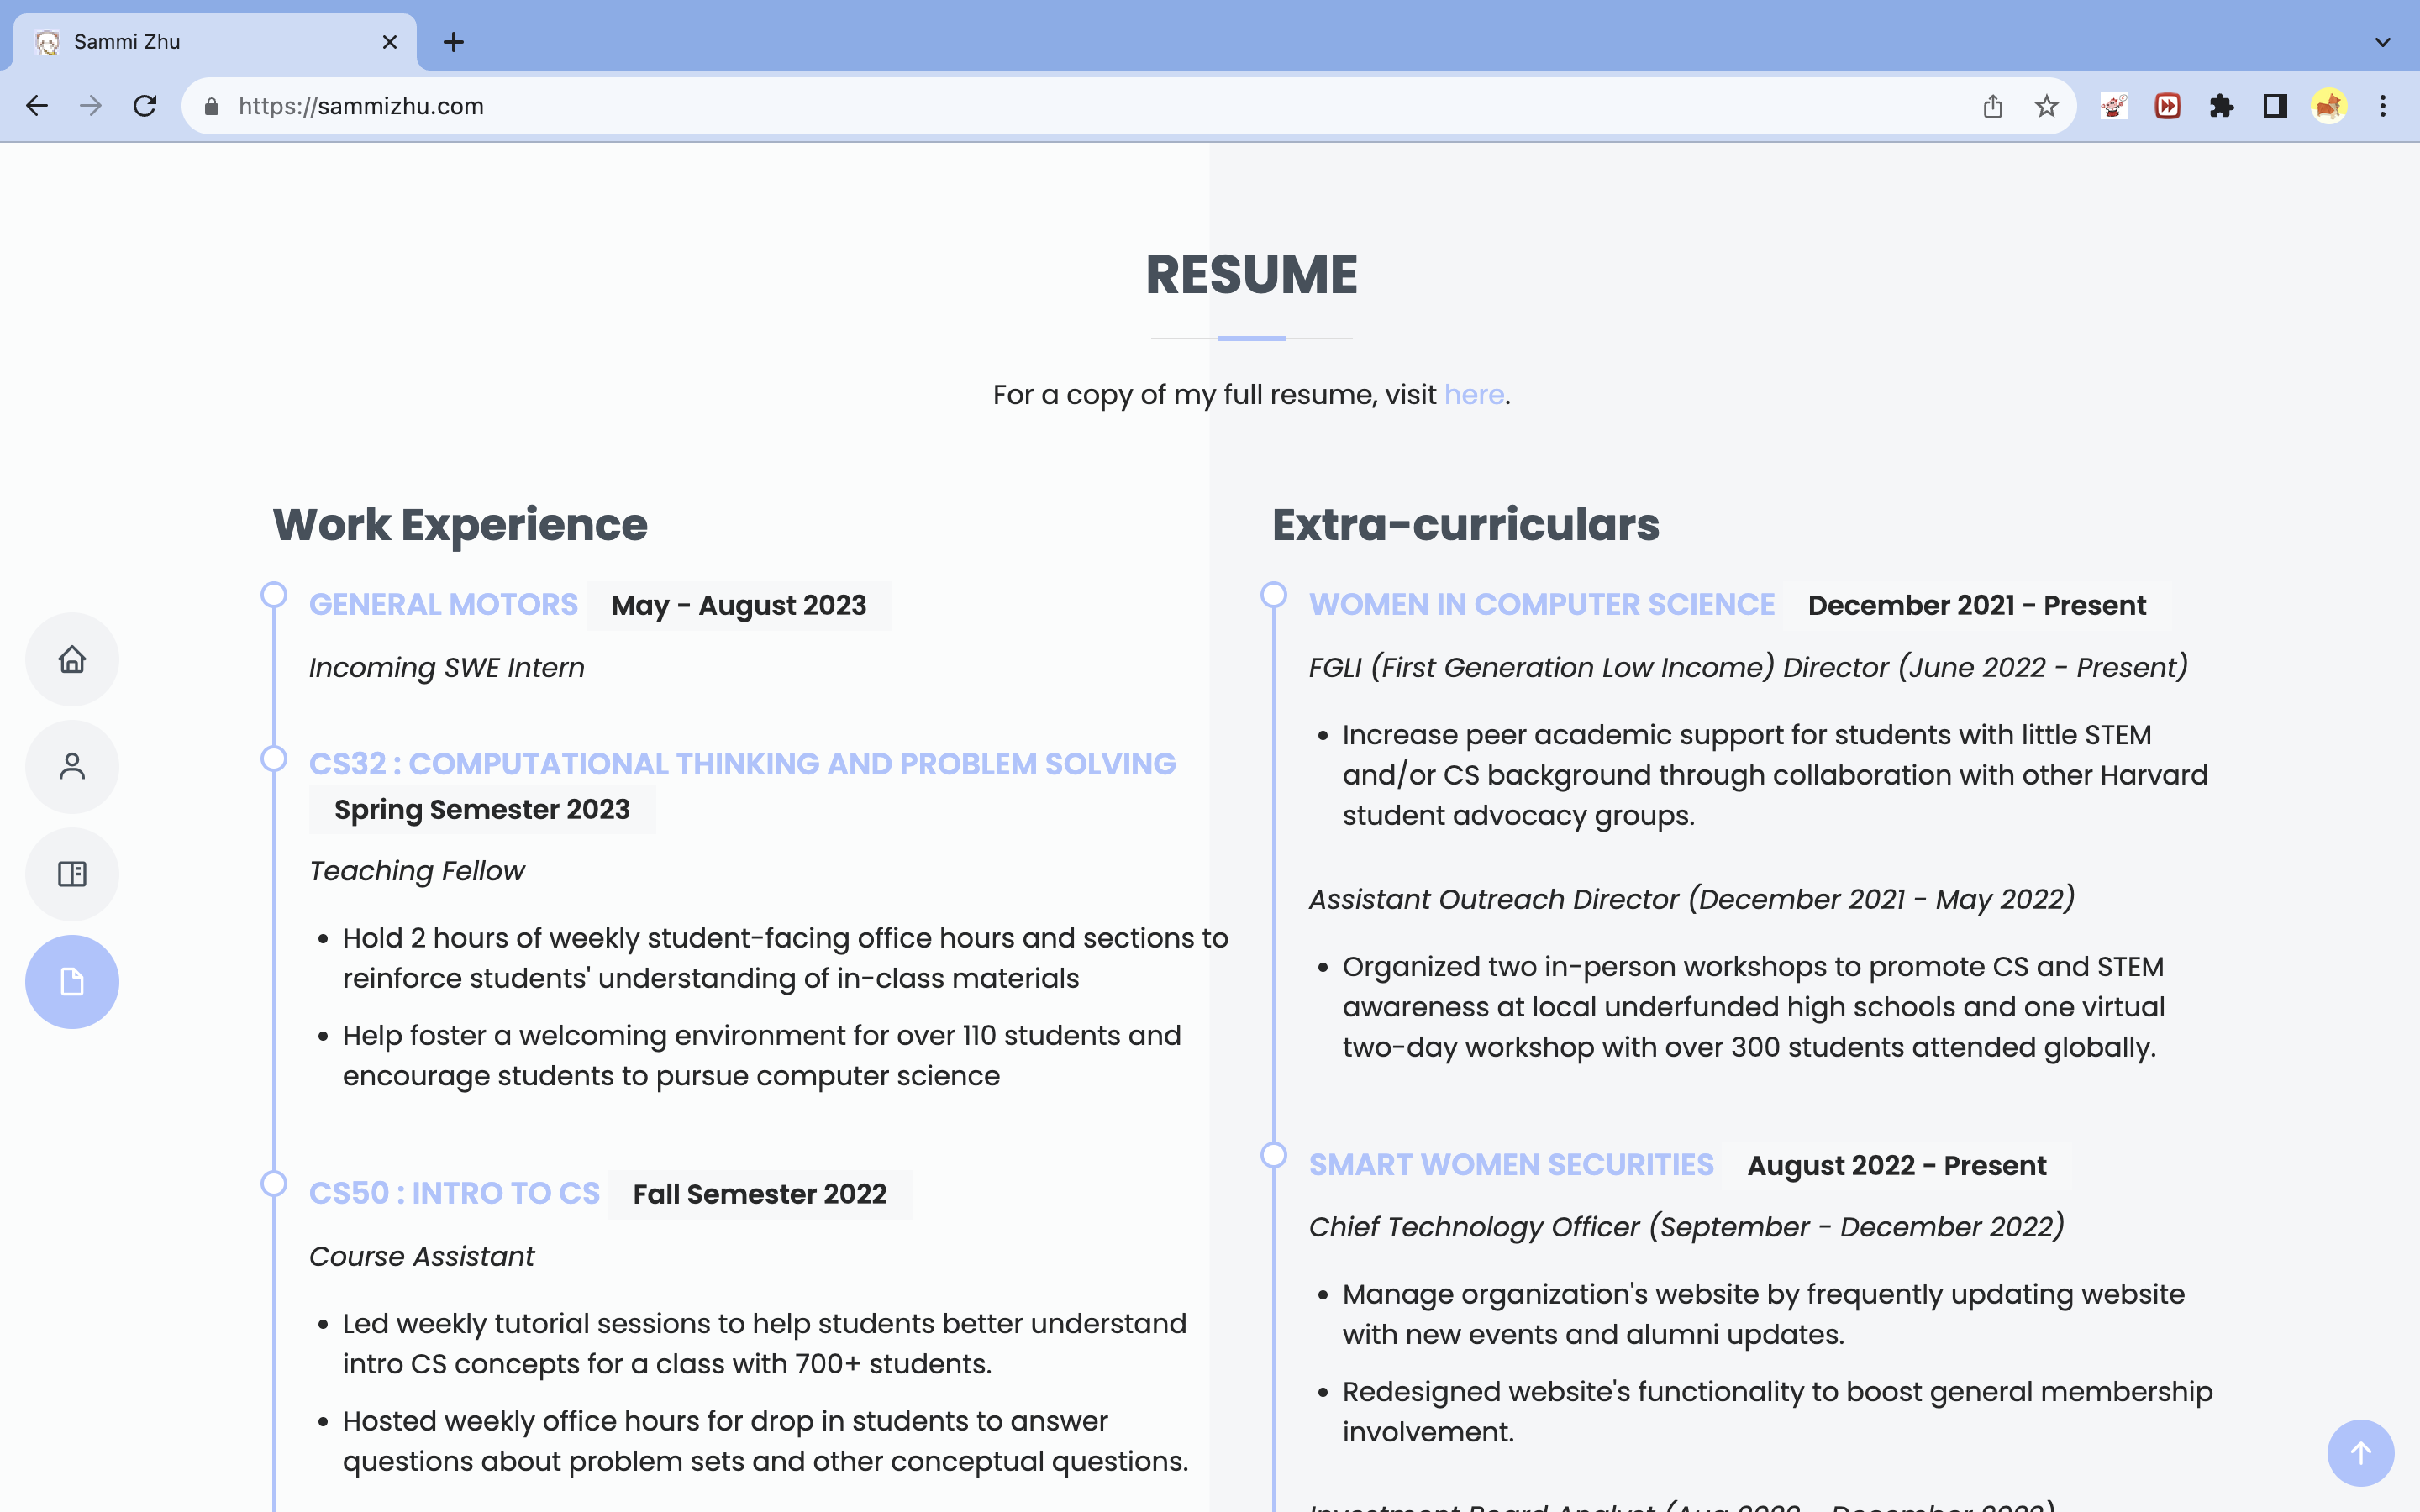 Sammi Zhu
https://sammizhu.com
RESUME
For a copy of my full resume, visit here.
Work Experience
GENERAL MOTORS May - August 2023
Incoming SWE Intern
CS32 : COMPUTATIONAL THINKING AND PROBLEM SOLVING
Spring Semester 2023
Teaching Fellow
• Hold 2 hours of weekly student-facing office hours and sections to
reinforce students' understanding of in-class materials
• Help foster a welcoming environment for over 110 students and
encourage students to pursue computer science
CS50 : INTRO TO CS Fall Semester 2022
Course Assistant
• Led weekly tutorial sessions to help students better understand
intro CS concepts for a class with 700+ students.
• Hosted weekly office hours for drop in students to answer
questions about problem sets and other conceptual questions.
Extra-curriculars
WOMEN IN COMPUTER SCIENCE December 2021 - Present
FGLI (First Generation Low Income) Director (June 2022 - Present)
• Increase peer academic support for students with little STEM
and/or CS background through collaboration with other Harvard
student advocacy groups.
Assistant Outreach Director (December 2021 - May 2022)
• Organized two in-person workshops to promote CS and STEM
awareness at local underfunded high schools and one virtual
two-day workshop with over 300 students attended globally.
SMART WOMEN SECURITIES August 2022 - Present
Chief Technology Officer (September - December 2022)
• Manage organization's website by frequently updating website
with new events and alumni updates.
• Redesigned website's functionality to boost general membership
involvement.
Investment Board Analyst (Aug 2022 - December 2022)